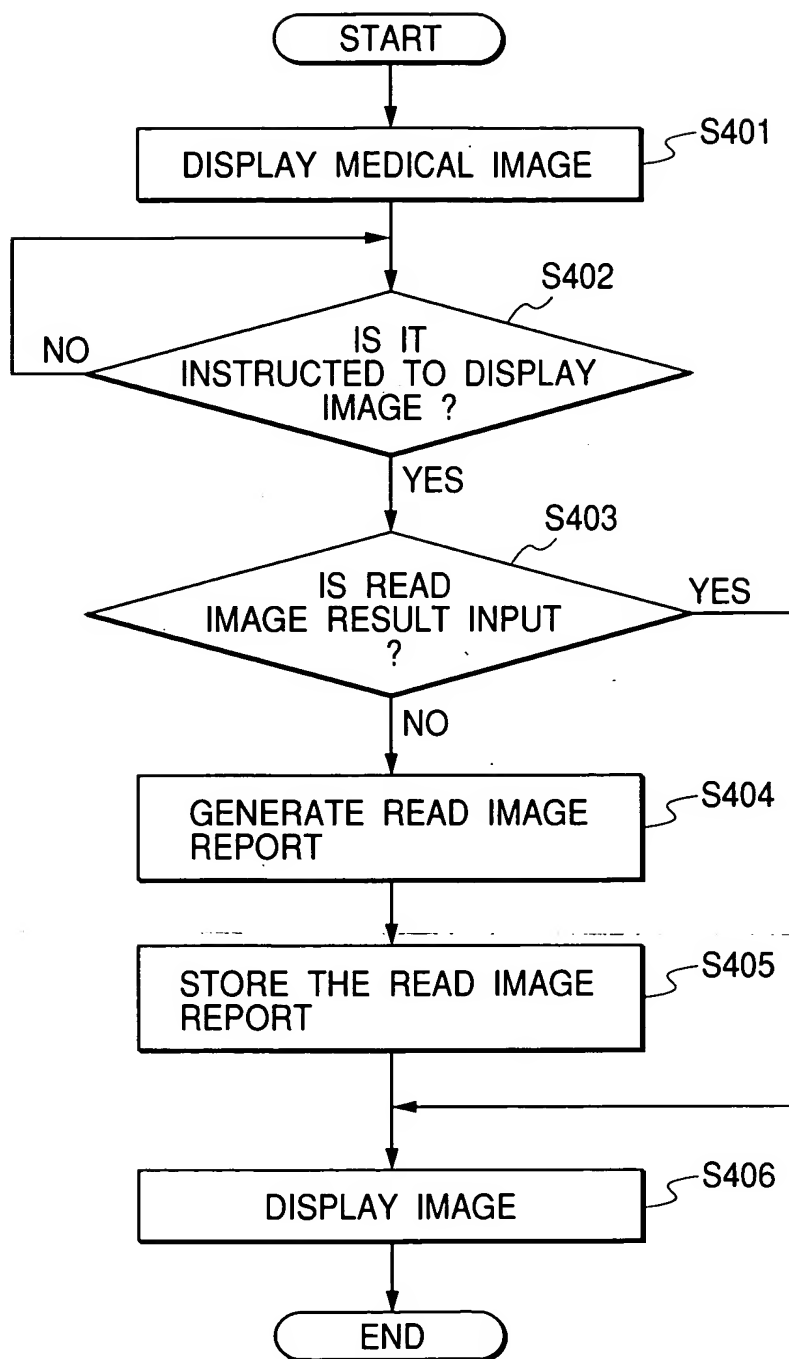 START
DISPLAY MEDICAL IMAGE
S401
S402
IS IT
INSTRUCTED TO DISPLAY
IMAGE ?
NO
YES
S403
IS READ
IMAGE RESULT INPUT
?
YES
NO
GENERATE READ IMAGE
REPORT
S404
STORE THE READ IMAGE
REPORT
S405
DISPLAY IMAGE
S406
END